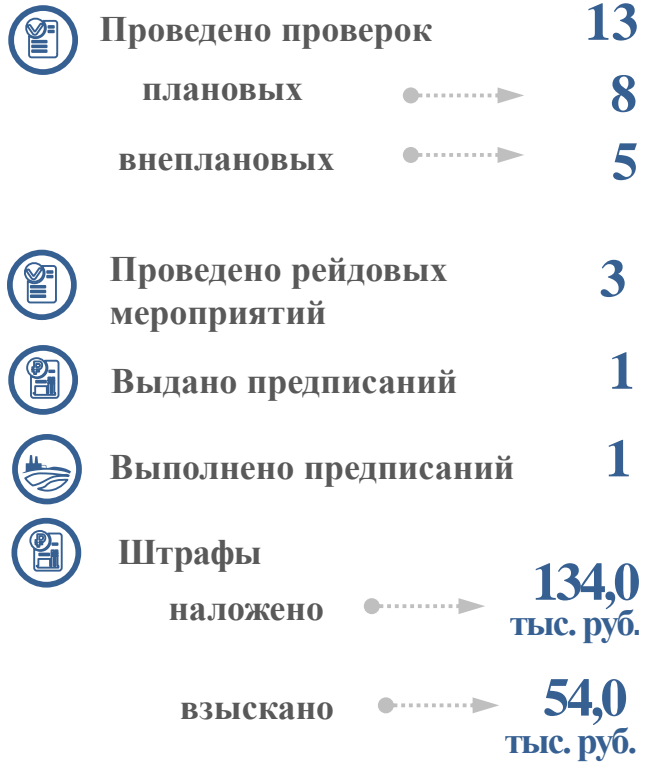 Проведено проверок 13
плановых 8
внеплановых 5
Проведено рейдовых 3
мероприятий
Выдано предписаний 1
Выполнено предписаний 1
Штрафы
наложено 134,0
тыс. руб.
взыскано 54,0
тыс. руб.